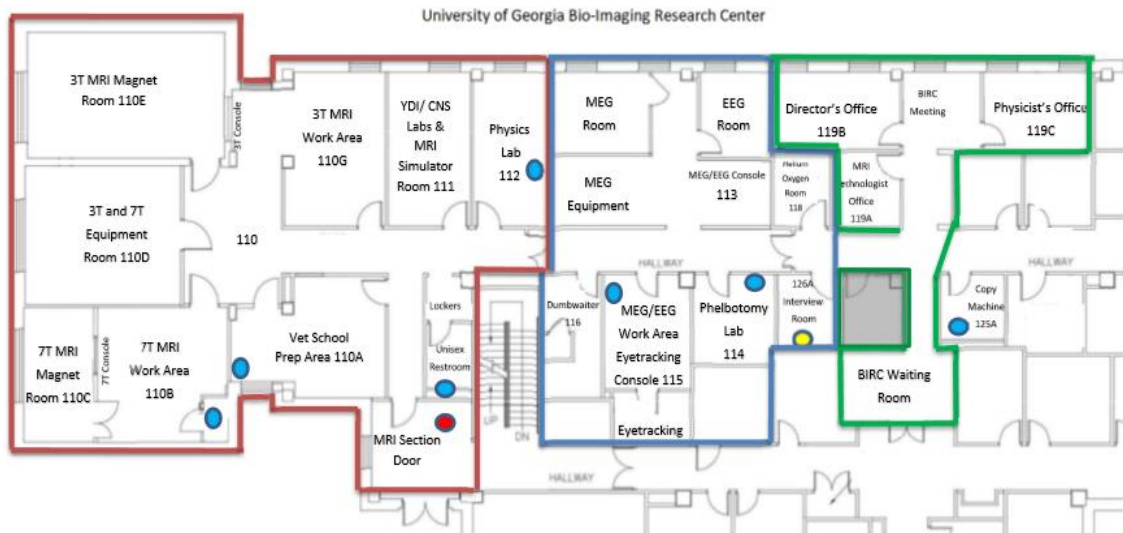 University of Georgia Bio-Imaging Research Center
3T MRI Magnet
Room 110E
3T Console
3T MRI
Work Area
110G
YDI/ CNS
Labs &
MRI
Simulator
Room 111
Physics
Lab
112
MEG
Room
EEG
Room
Director's Office
119B
BIRC
Meeting
Physicist's Office
119C
3T and 7T
Equipment
Room 110D
110
MEG
Equipment
MEG/EEG Console
113
Helium
Oxygen
Room
118
MRI
Technologist
Office
119A
HALLWAY
HALLWAY
7T MRI
Magnet
Room 110C
7T Console
7T MRI
Work Area
110B
Vet School
Prep Area 110A
Lockers
Unisex
Restroom
UP
DN
Dumbwaiter
116
MEG/EEG
Work Area
Eyetracking
Console 115
Phelbotomy
Lab
114
126A
Interview
Room
Copy
Machine
125A
MRI Section
Door
Eyetracking
BIRC Waiting
Room
HALLWAY